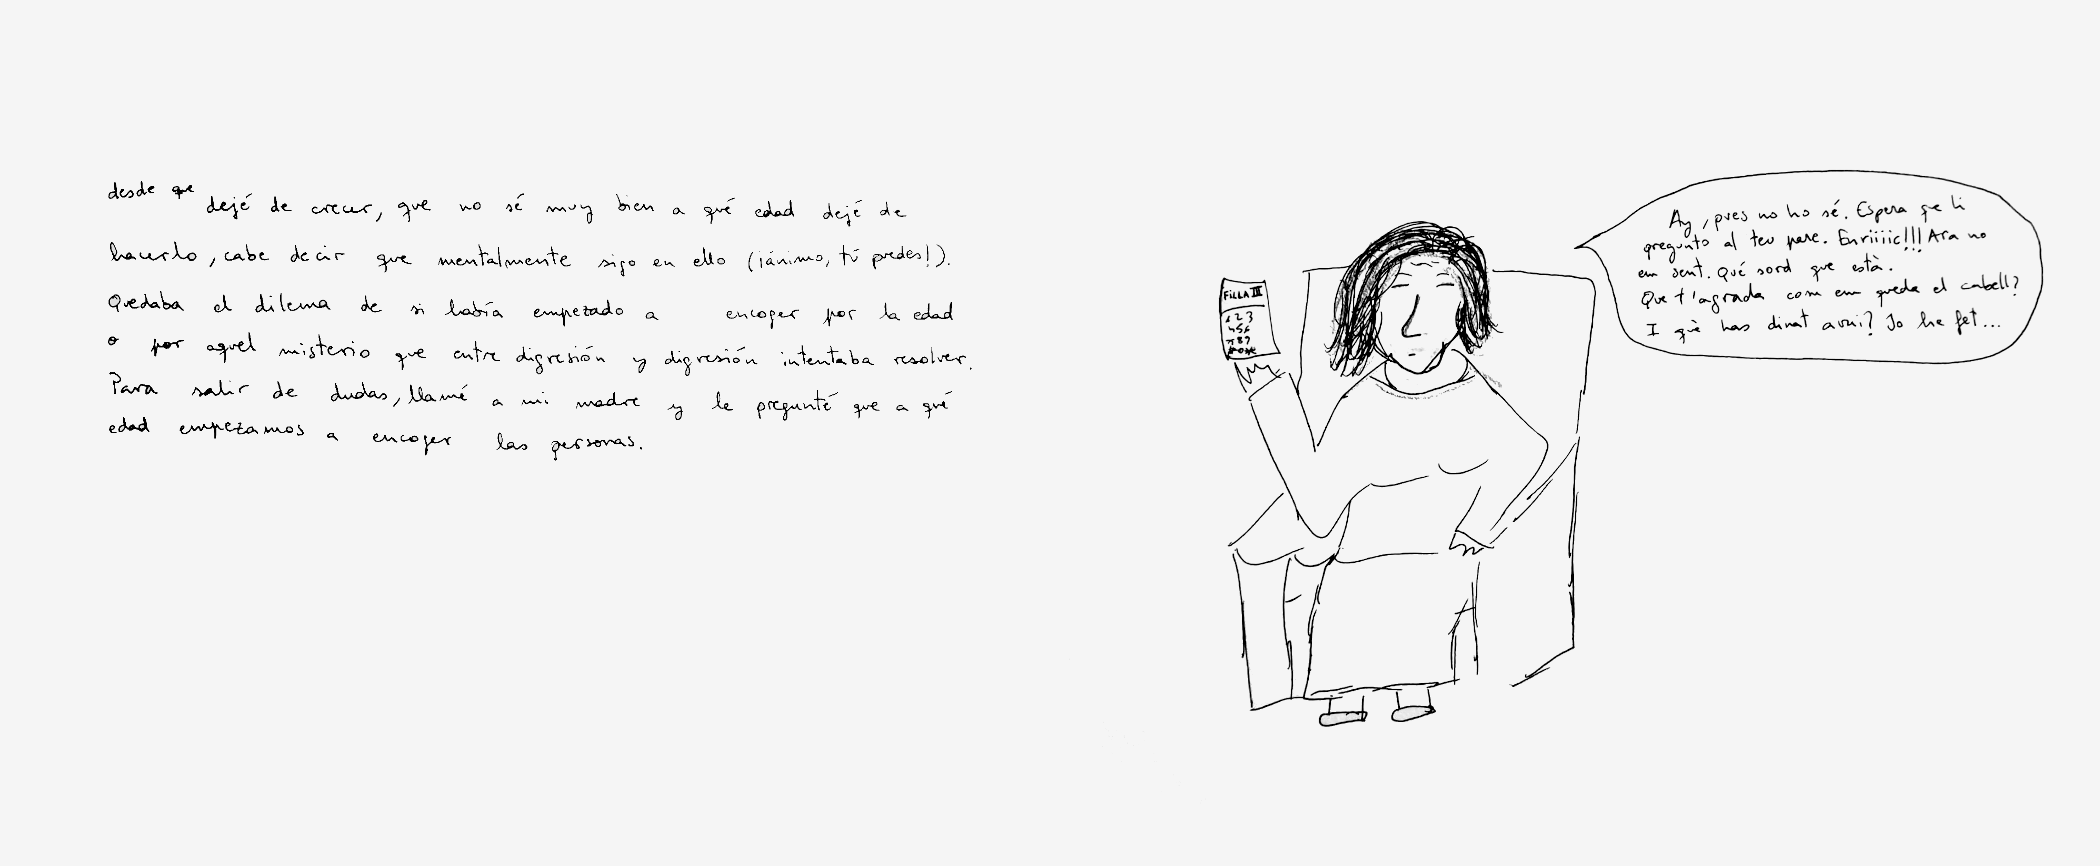 desde que dejé de crecer, que no sé muy bien a qué edad dejé de
hacerlo, cabe decir que mentalmente sigo en ello (¡ánimo, tú puedes!).
Quedaba el dilema de si había empezado a encoger por la edad
o por aquel misterio que entre digresión y digresión intentaba resolver.
Para salir de dudas, llamé a mi madre y le pregunté que a qué
edad empezamos a encoger las personas.
FILLA III
1 2 3
4 5 6
7 8 9
Ay, pues no ho sé. Espera que li
pregunto al teu pare. Enriiiic!!! Ara no
em sent. Què sord que està.
Que t'agrada com em queda el cabell?
I què has dinat avui? Jo he fet...